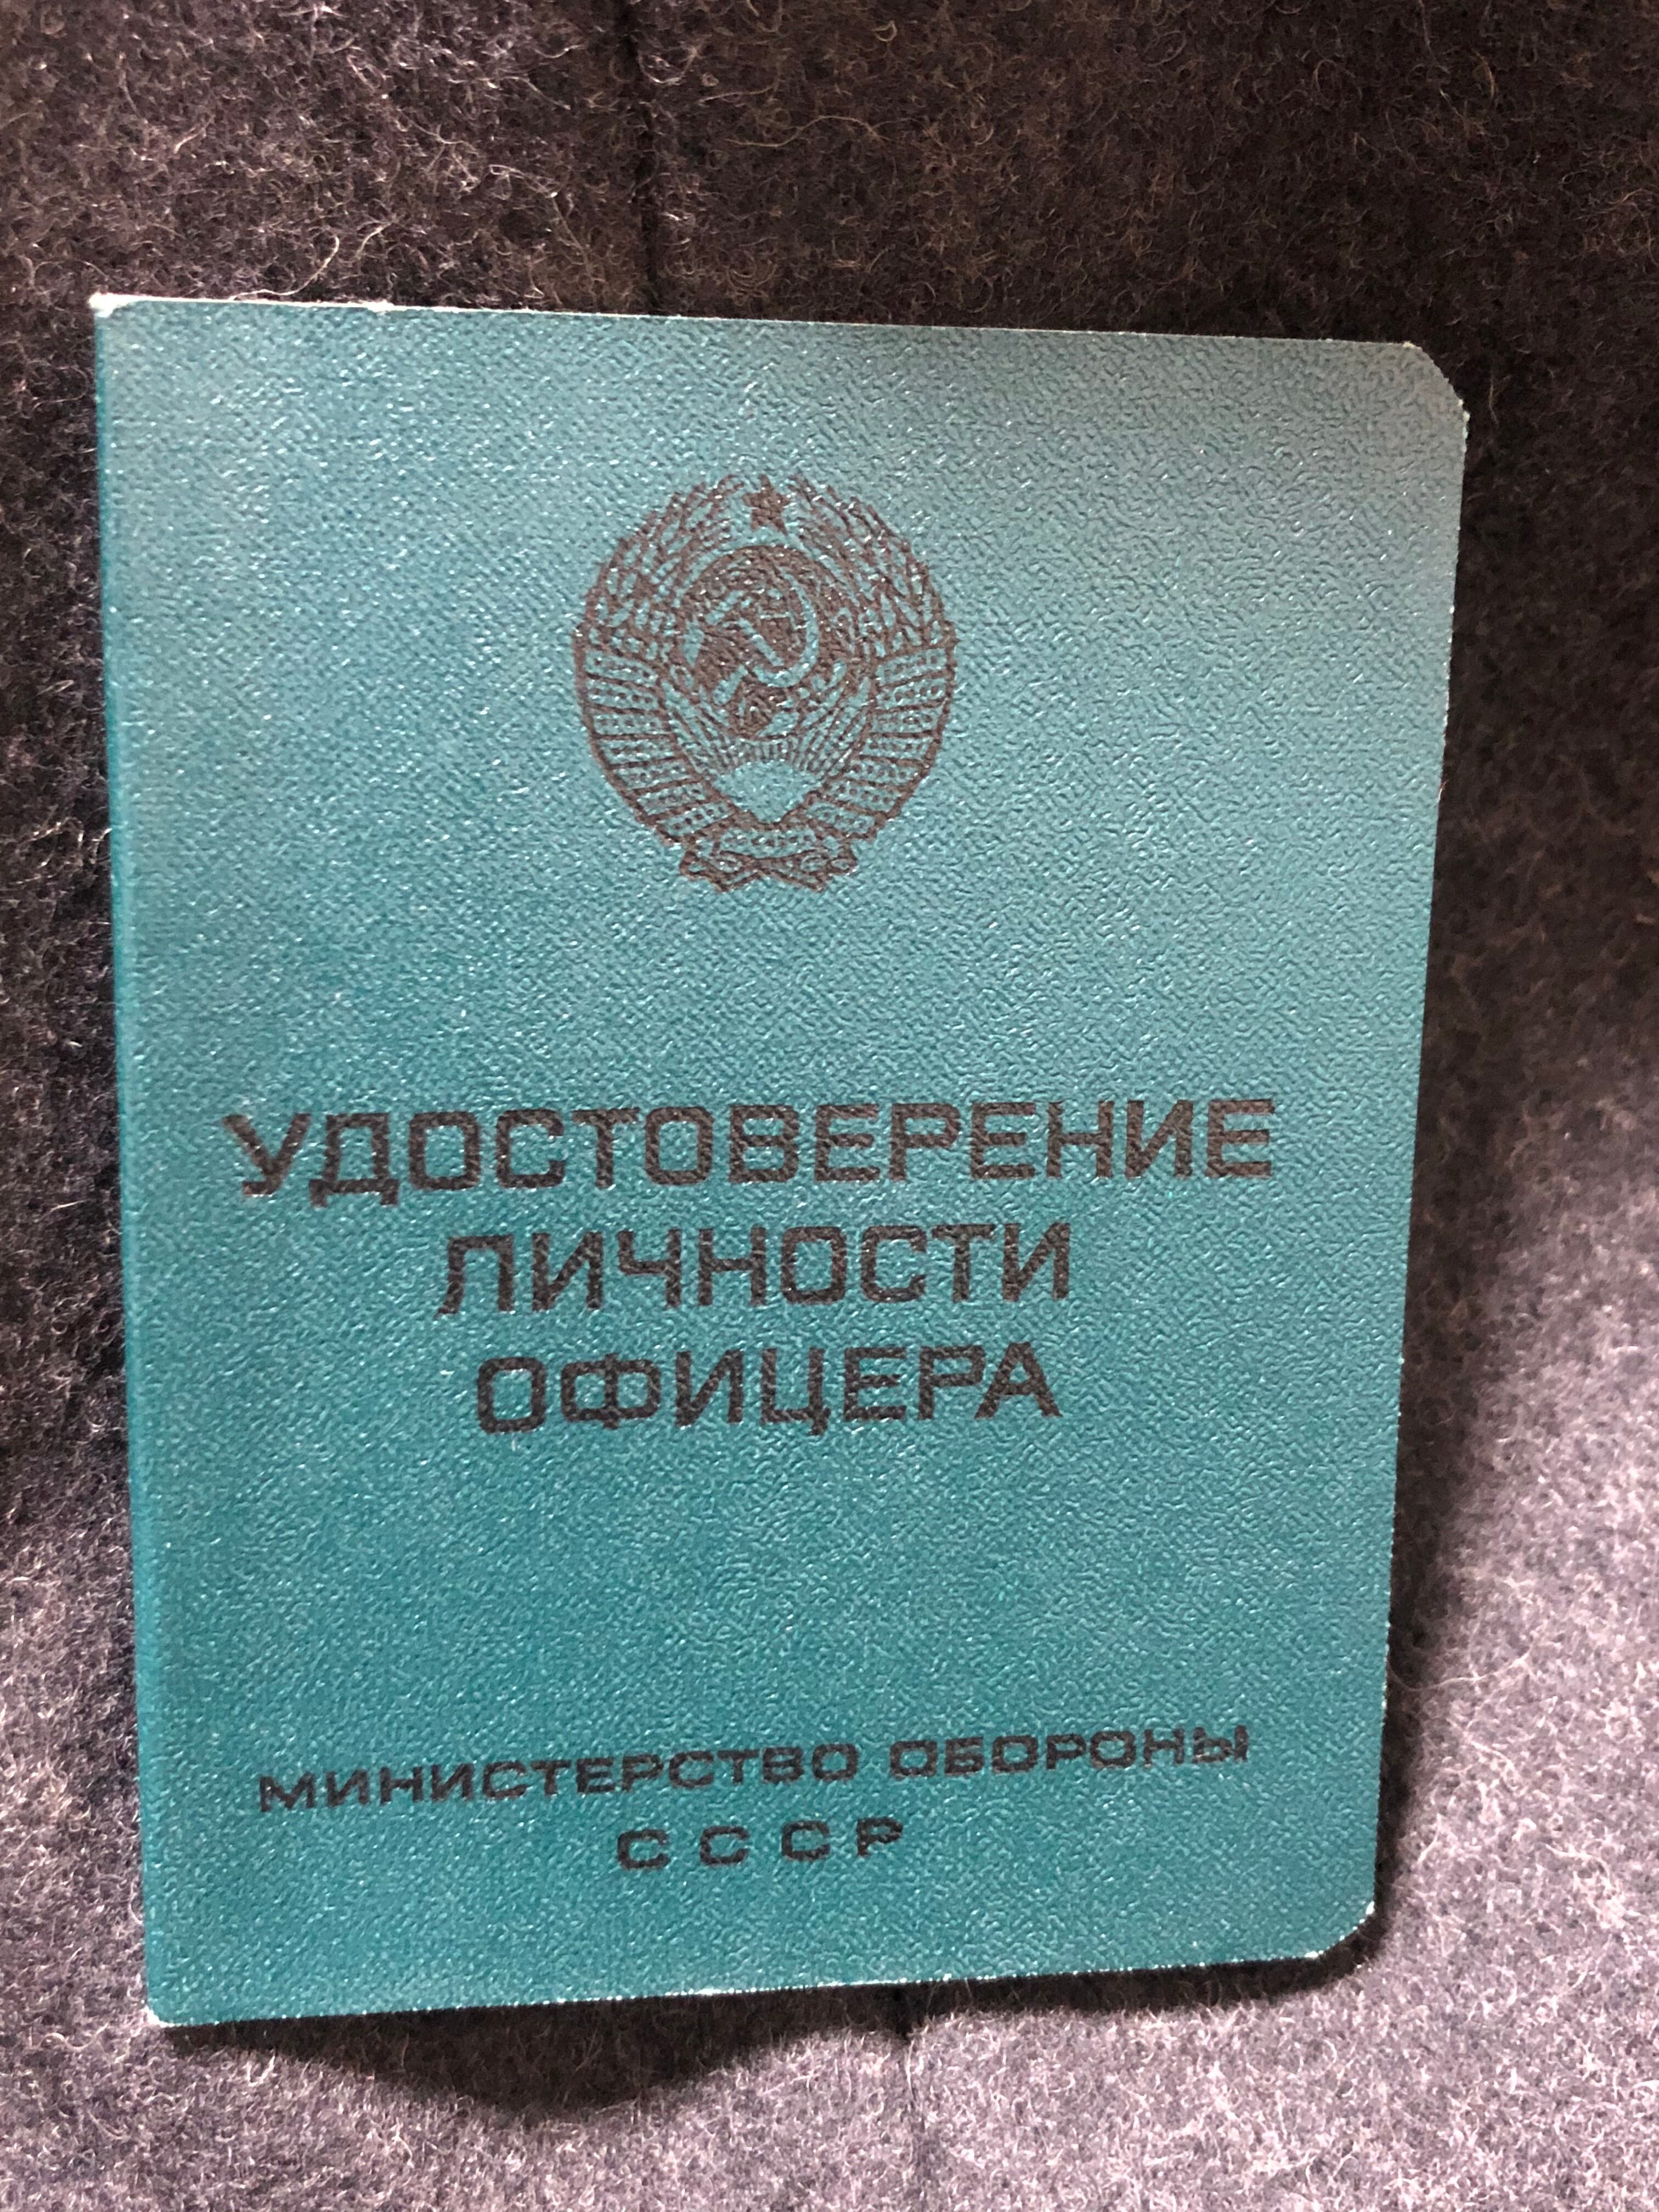 УДОСТОВЕРЕНИЕ
ЛИЧНОСТИ
ОФИЦЕРА
МИНИСТЕРСТВО ОБОРОНЫ
СССР